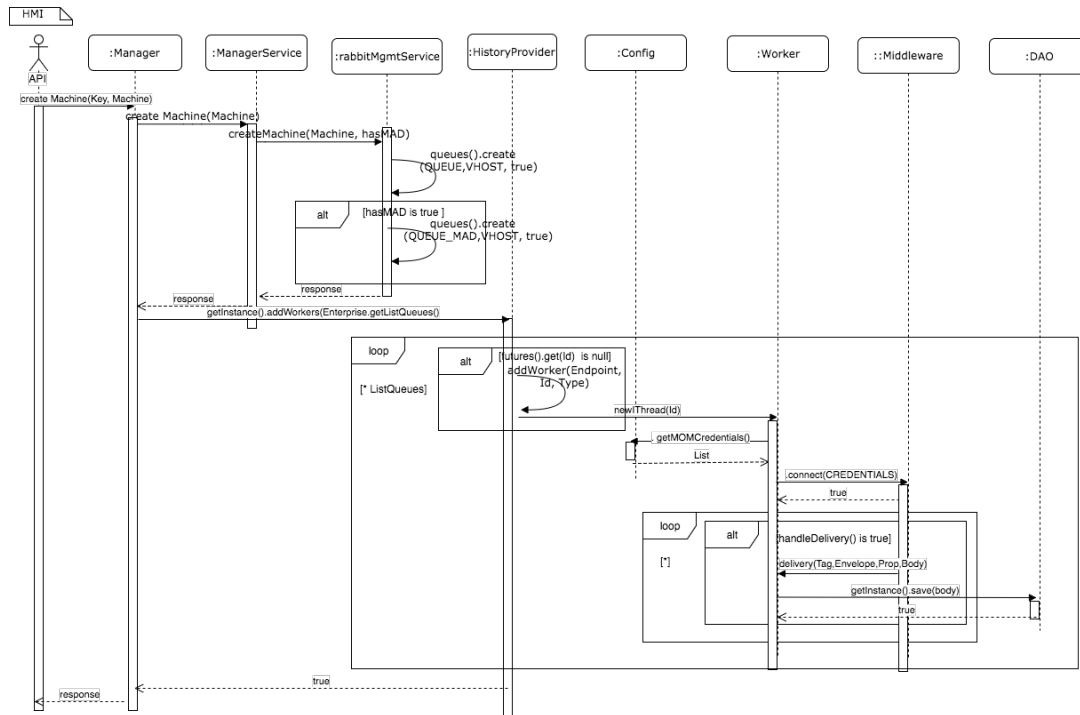 HMI
API
:Manager
:ManagerService
:rabbitMgmtService
:HistoryProvider
:Config
:Worker
::Middleware
:DAO
create Machine(Key, Machine)
create Machine(Machine)
createMachine(Machine, hasMAD)
queues().create
(QUEUE,VHOST, true)
alt
[hasMAD is true ]
queues().create
(QUEUE_MAD,VHOST, true)
response
response
getInstance().addWorkers(Enterprise.getListQueues()
loop
[* ListQueues]
alt
[futures().get(Id) is null]
addWorker(Endpoint,
Id, Type)
newIThread(Id)
. getMOMCredentials()
List
.connect(CREDENTIALS)
true
loop
[*]
alt
[handleDelivery() is true]
delivery(Tag,Envelope,Prop,Body)
getInstance().save(body)
true
true
response